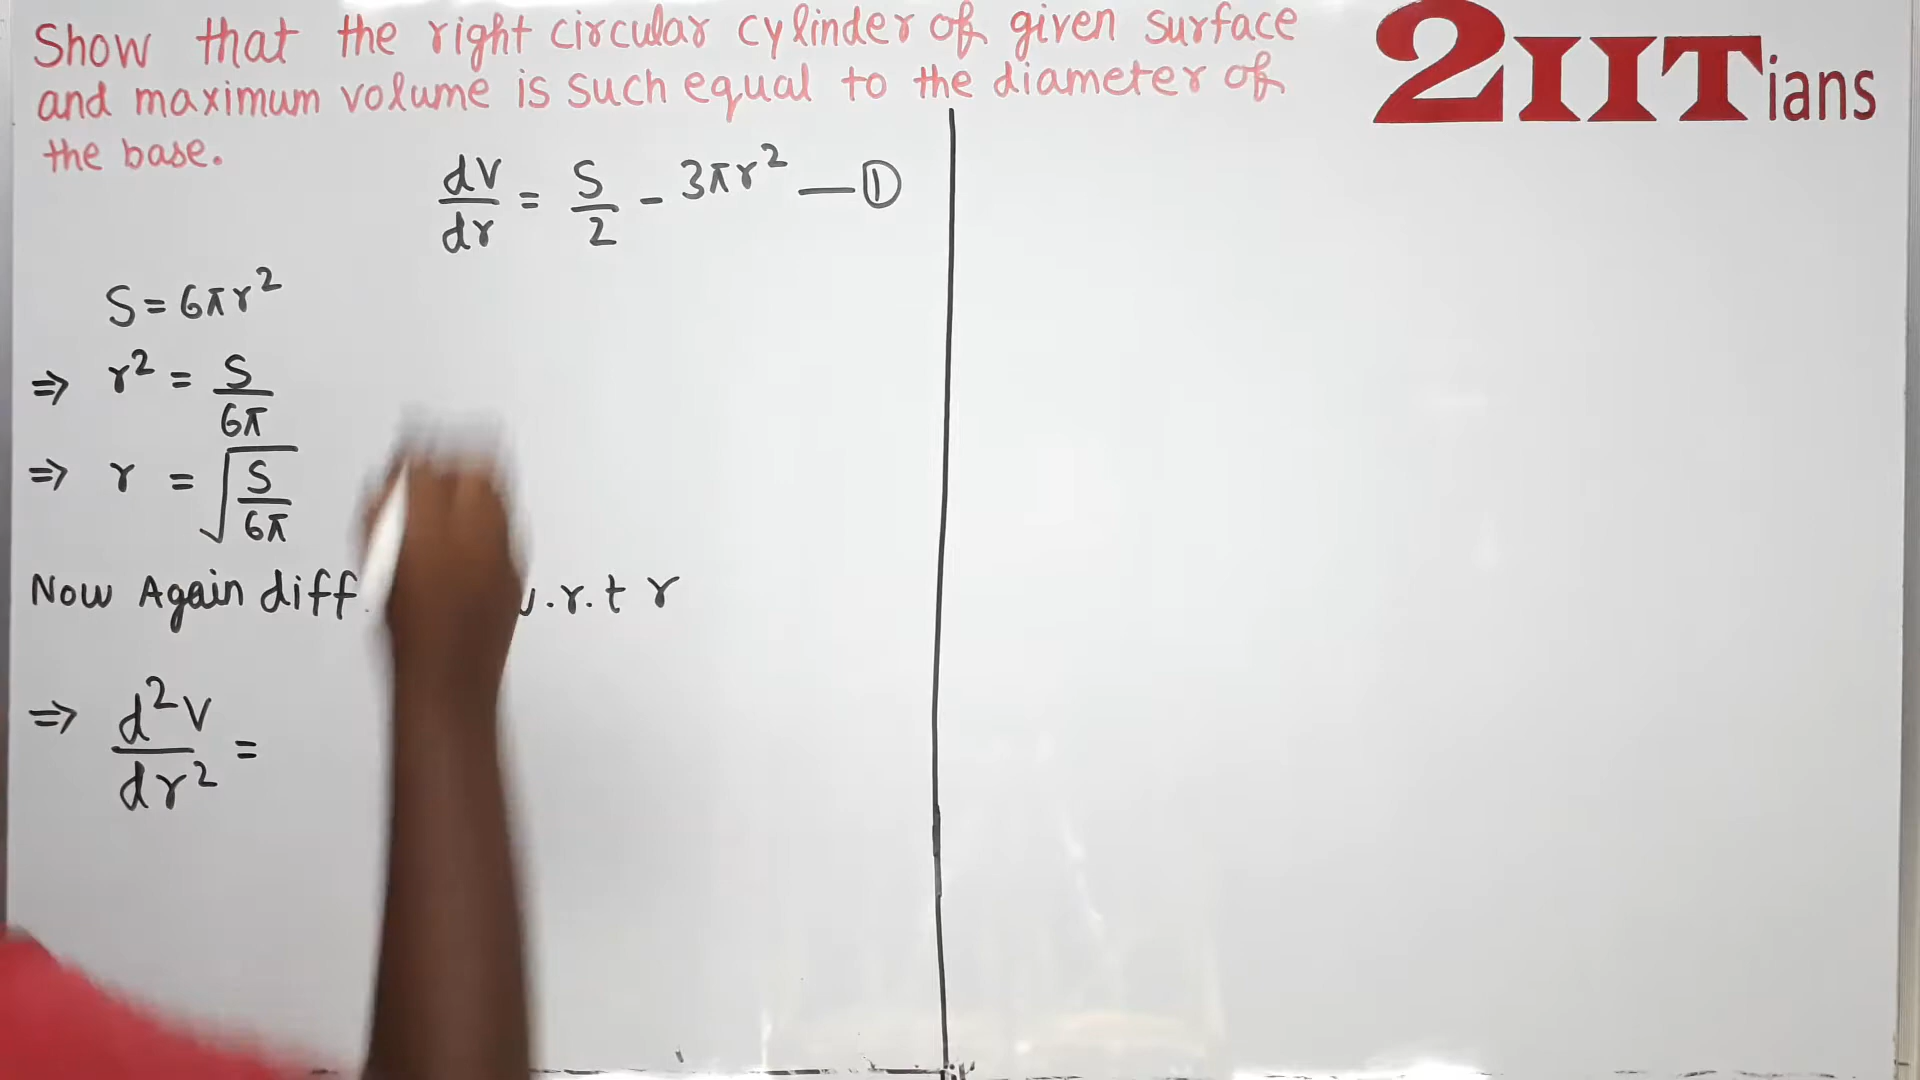 Show that the right circular cylinder of given surface
and maximum volume is such equal to the diameter of
the base.
2IITians
dV/dr = S/2 - 3πr² — ①
S = 6πr²
⇒ r² = S/6π
⇒ r = √(S/6π)
Now Again diff .r.t r
⇒ d²V/dr² =